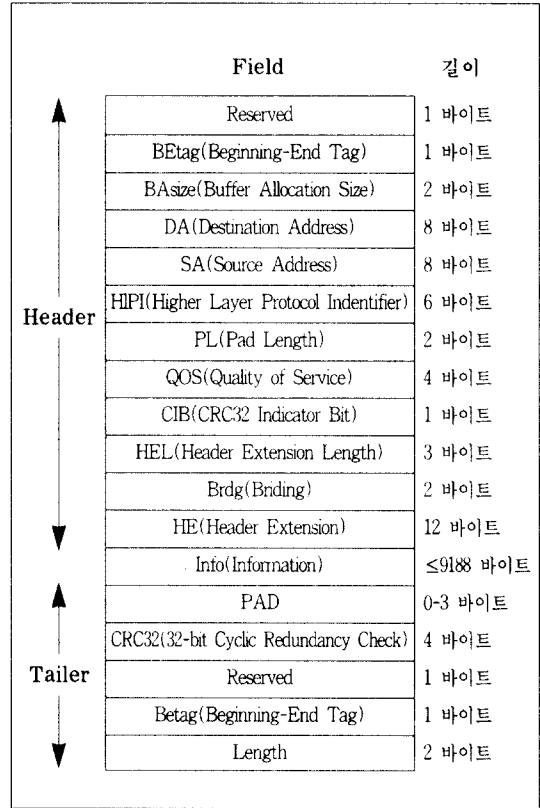 Field 길이
Reserved 1 바이트
BEtag(Beginning-End Tag) 1 바이트
BAsize(Buffer Allocation Size) 2 바이트
DA(Destination Address) 8 바이트
SA(Source Address) 8 바이트
HIPI(Higher Layer Protocol Indentifier) 6 바이트
Header
PL(Pad Length) 2 바이트
QOS(Quality of Service) 4 바이트
CIB(CRC32 Indicator Bit) 1 바이트
HEL(Header Extension Length) 3 바이트
Brdg(Briding) 2 바이트
HE(Header Extension) 12 바이트
Info(Information) ≤9188 바이트
PAD 0-3 바이트
CRC32(32-bit Cyclic Redundancy Check) 4 바이트
Tailer Reserved 1 바이트
Betag(Beginning-End Tag) 1 바이트
Length 2 바이트